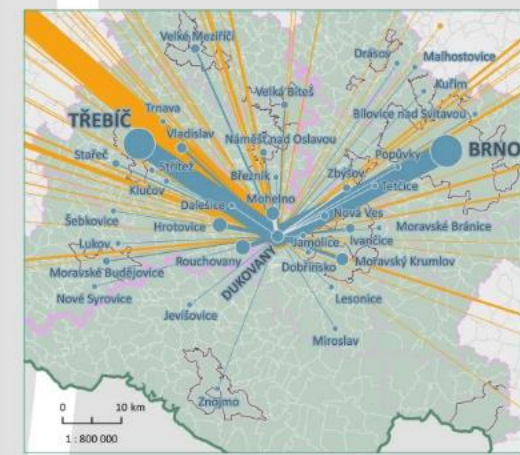 Velké Meziříčí
Drásov
Malhostovice
Velká Bíteš
Kuřim
Trnava
Bílovice nad Svitavou
TŘEBÍČ
Vladislav
Náměšť nad Oslavou
BRNO
Stařeč
Střítež
Popůvky
Březník
Zbýšov
Klučov
Tetčice
Mohelno
Dalešice
Nová Ves
Šebkovice
Hrotovice
Moravské Bránice
Lukov
Jamolice
Ivančice
Rouchovany
Moravský Krumlov
Moravské Budějovice
DUKOVANY
Dobřínsko
Nové Syrovice
Lesonice
Jevišovice
Miroslav
Znojmo
0 10 km
1 : 800 000